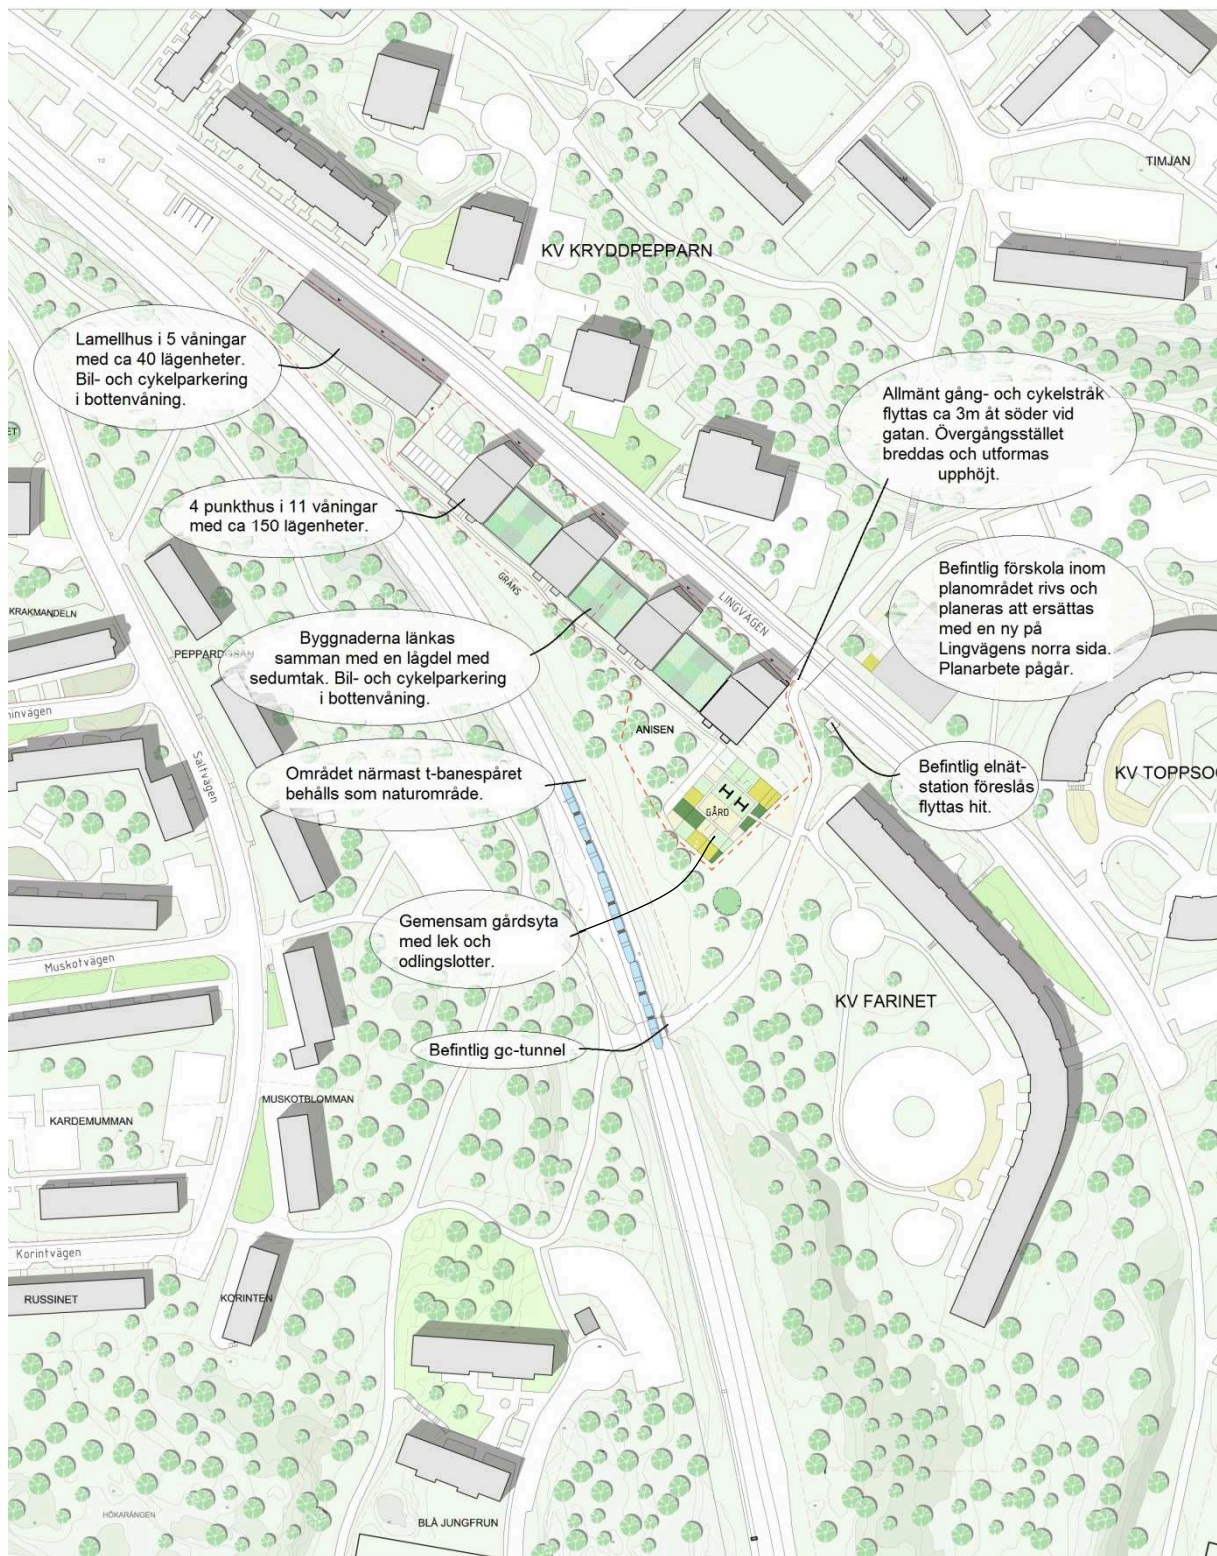 TIMJAN
KV KRYDDPEPPARN
Lamellhus i 5 våningar
med ca 40 lägenheter.
Bil- och cykelparkering
i bottenvåning.
Allmänt gång- och cykelstråk
flyttas ca 3m åt söder vid
gatan. Övergångsstället
breddas och utformas
upphöjt.
4 punkthus i 11 våningar
med ca 150 lägenheter.
GRÄNS
LINGVÄGEN
Befintlig förskola inom
planområdet rivs och
planeras att ersättas
med en ny på
Lingvägens norra sida.
Planarbete pågår.
KRAKMANDELN
Byggnaderna länkas
samman med en lågdel med
sedumtak. Bil- och cykelparkering
i bottenvåning.
ANISEN
Saltvägen
Området närmast t-banespåret
behålls som naturområde.
Befintlig elnät-
station föreslås
flyttas hit.
GÅRD
Gemensam gårdsyta
med lek och
odlingslotter.
Muskotvägen
KV FARINET
Befintlig gc-tunnel
MUSKOTBLOMMAN
KARDEMUMMAN
Korintvägen
RUSSINET
KORINTEN
HÖKARÄNGEN
BLÅ JUNGFRUN